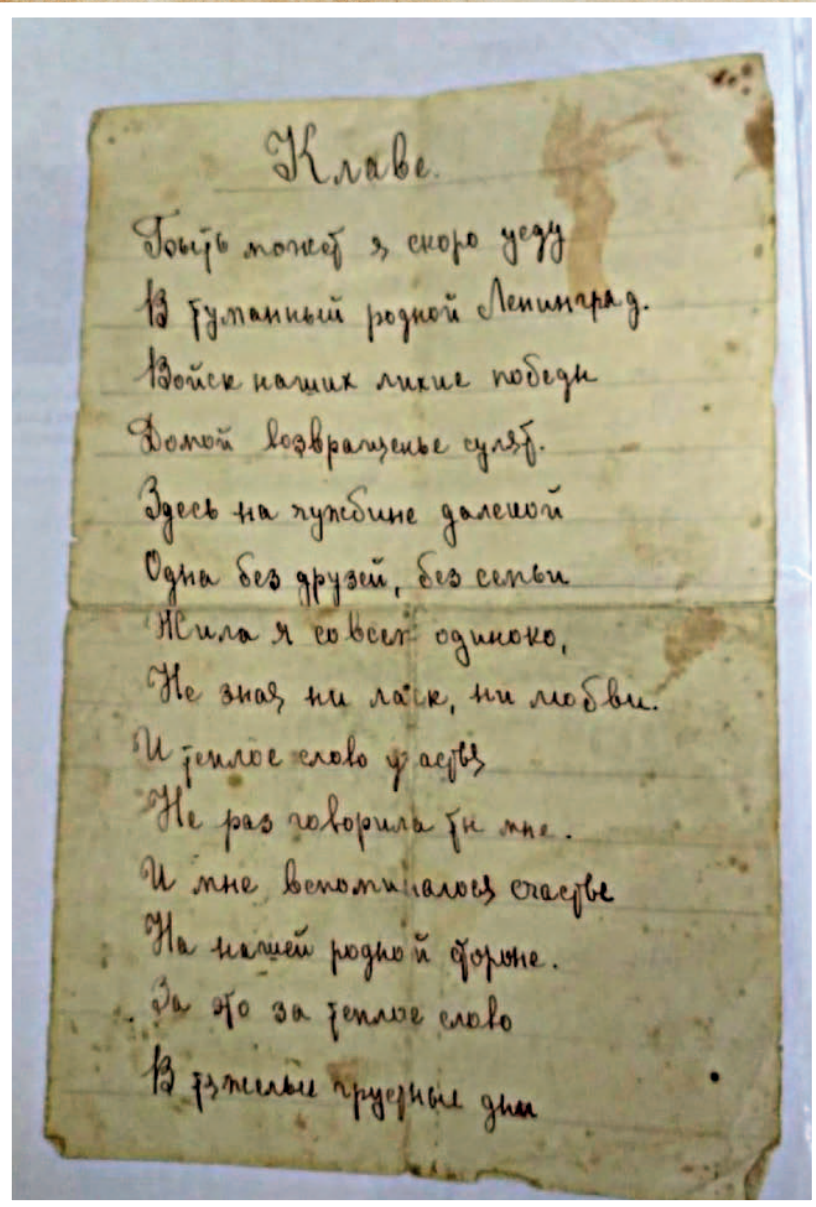 Клаве.
Быть может я скоро уеду
В туманный родной Ленинград.
Войск наших лихие победы
Домой возвращенье сулят.
Здесь на чужбине далекой
Одна без друзей, без семьи
Жила я совсем одиноко,
Не зная ни ласк, ни любви.
И теплое слово участья
Не раз говорила ты мне.
И мне вспоминалось счастье
На нашей родной стороне.
За это за теплое слово
В тяжелые грустные дни